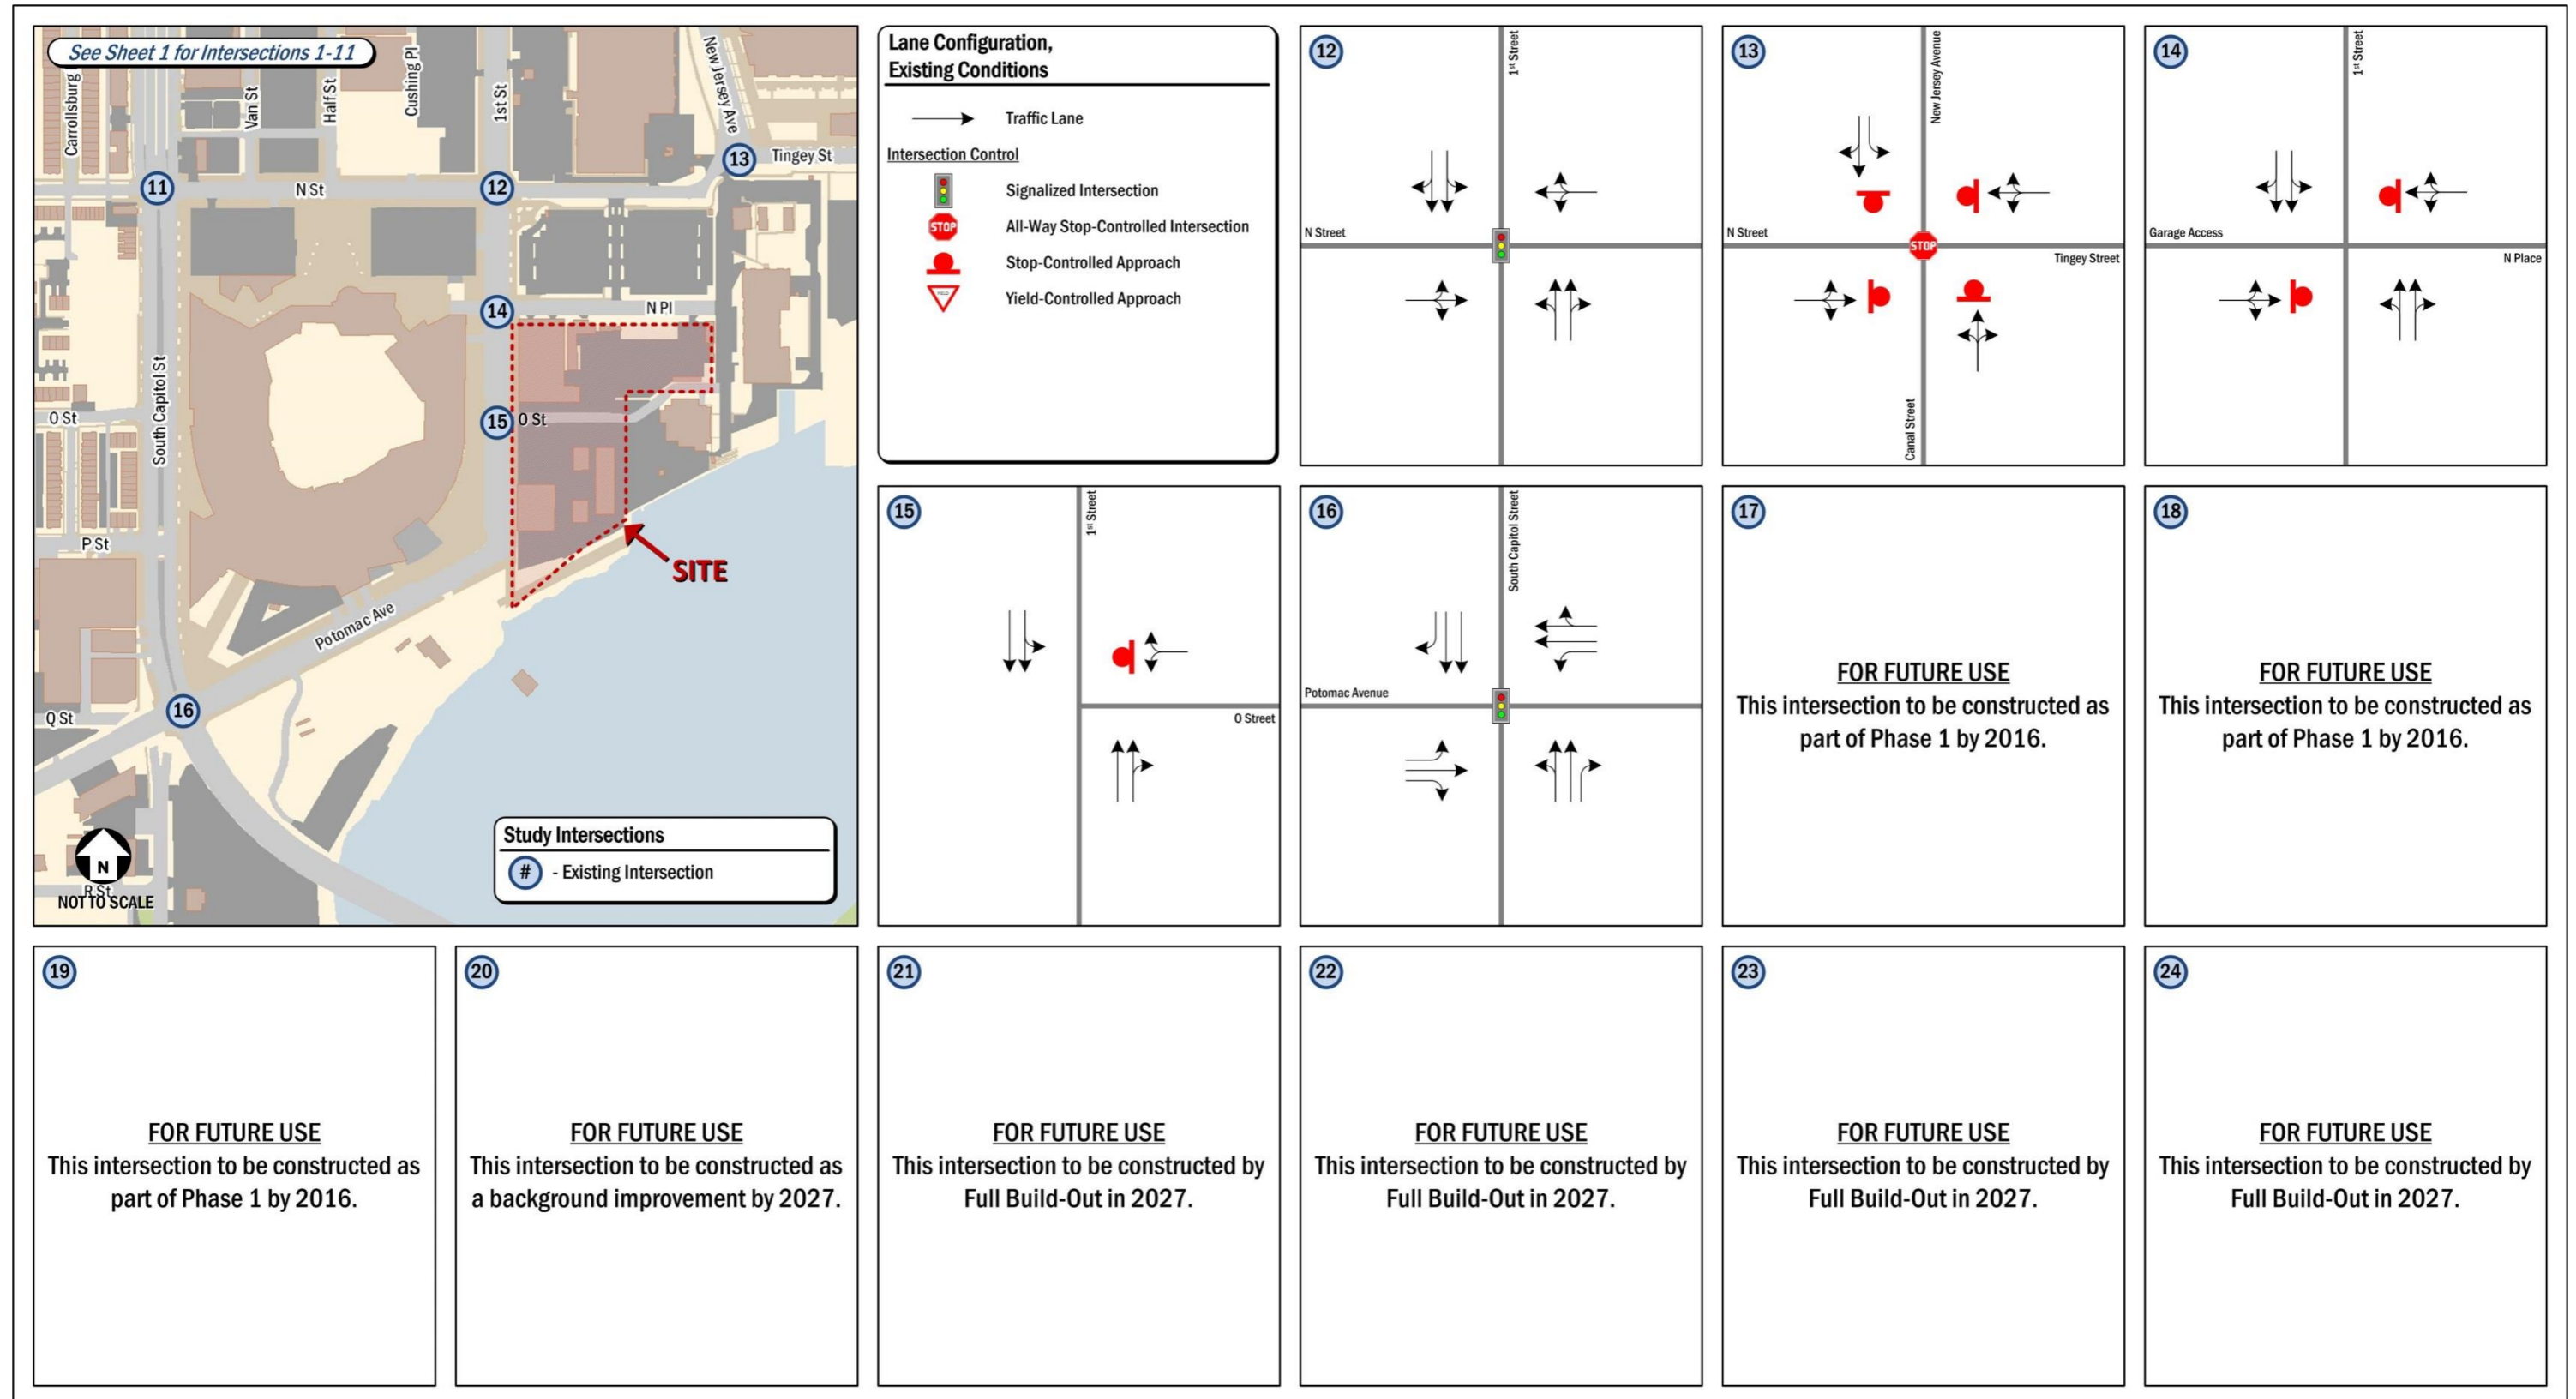 See Sheet 1 for Intersections 1-11
Carrollsburg
Van St
Half St
Cushing Pl
1st St
New Jersey Ave
13
Tingey St
11
N St
12
14
N Pl
South Capitol St
O St
15
O St
P St
SITE
Potomac Ave
16
Q St
N
R St
NOT TO SCALE
Study Intersections
# - Existing Intersection
Lane Configuration,
Existing Conditions
Traffic Lane
Intersection Control
Signalized Intersection
STOP
All-Way Stop-Controlled Intersection
Stop-Controlled Approach
Yield-Controlled Approach
12
1st Street
N Street
13
New Jersey Avenue
N Street
STOP
Tingey Street
Canal Street
14
1st Street
Garage Access
N Place
15
1st Street
O Street
16
South Capitol Street
Potomac Avenue
17
FOR FUTURE USE
This intersection to be constructed as
part of Phase 1 by 2016.
18
FOR FUTURE USE
This intersection to be constructed as
part of Phase 1 by 2016.
19
FOR FUTURE USE
This intersection to be constructed as
part of Phase 1 by 2016.
20
FOR FUTURE USE
This intersection to be constructed as
a background improvement by 2027.
21
FOR FUTURE USE
This intersection to be constructed by
Full Build-Out in 2027.
22
FOR FUTURE USE
This intersection to be constructed by
Full Build-Out in 2027.
23
FOR FUTURE USE
This intersection to be constructed by
Full Build-Out in 2027.
24
FOR FUTURE USE
This intersection to be constructed by
Full Build-Out in 2027.